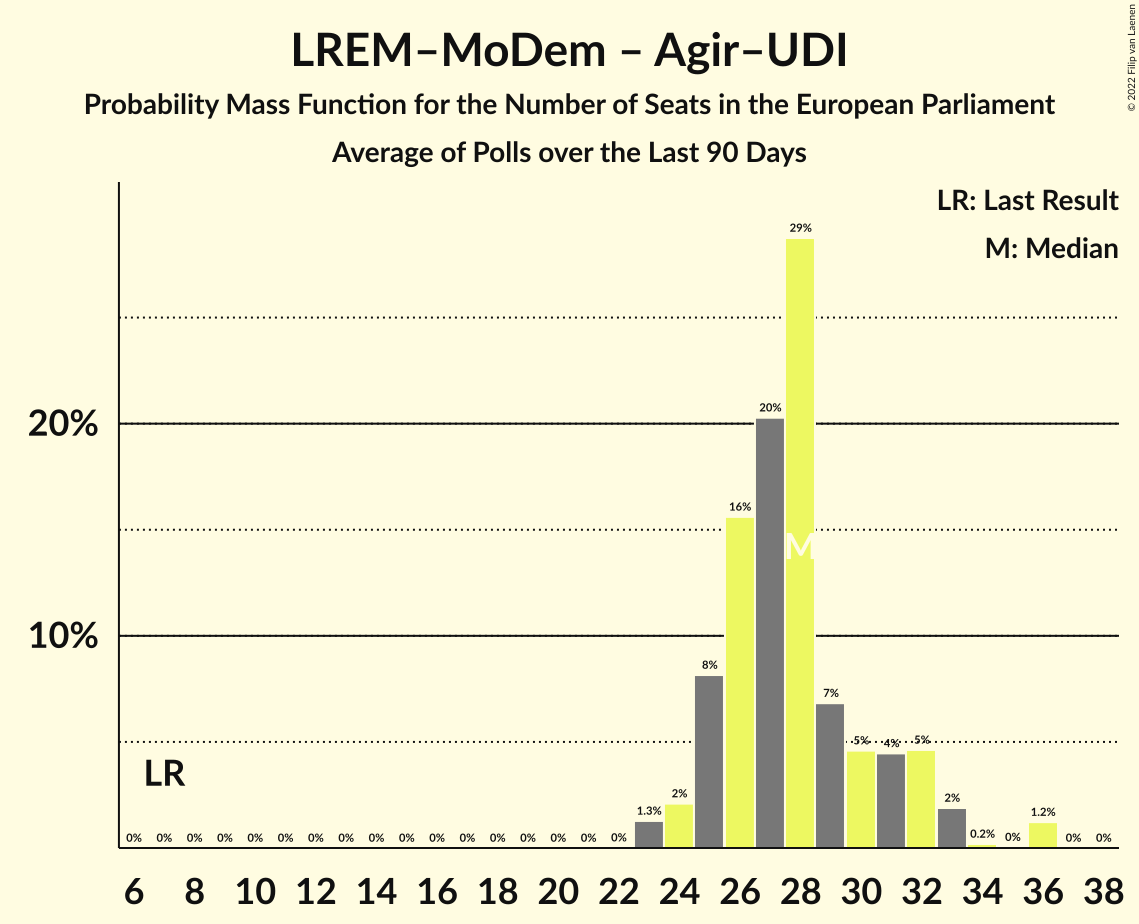 LREM–MoDem – Agir–UDI
Probability Mass Function for the Number of Seats in the European Parliament
Average of Polls over the Last 90 Days
© 2022 Filip van Laenen
LR: Last Result
M: Median
29%
20%
20%
16%
M
10%
8%
7%
5% 4% 5%
LR
1.3% 2% 2% 0.2% 1.2%
0% 0% 0% 0% 0% 0% 0% 0% 0% 0% 0% 0% 0% 0% 0% 0% 0% 0% 0% 0%
6 8 10 12 14 16 18 20 22 24 26 28 30 32 34 36 38